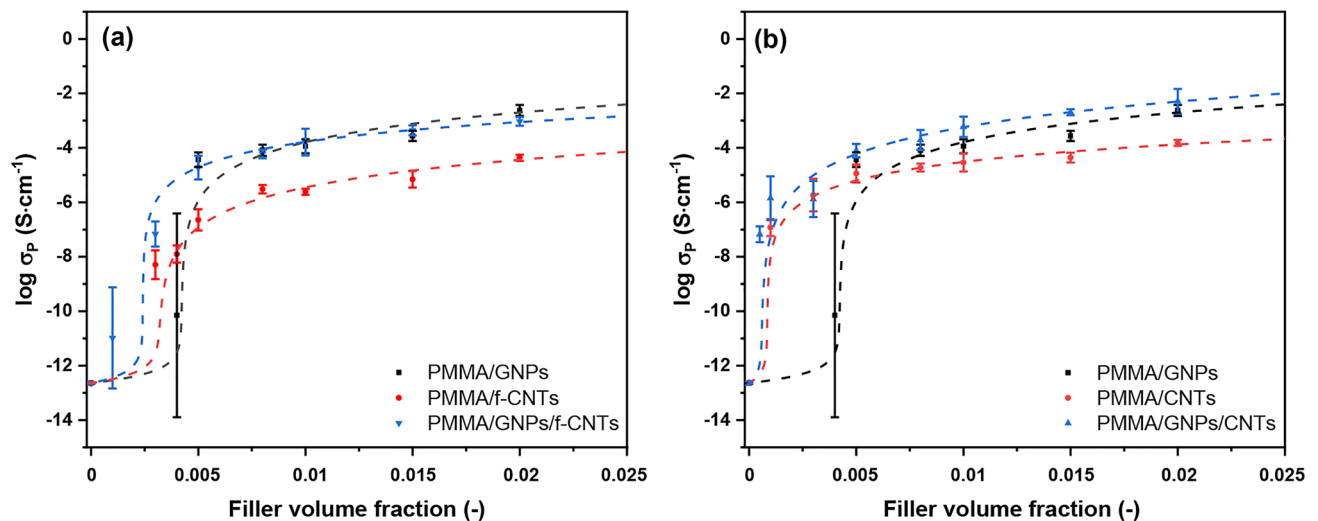 (a)
0
-2
-4
-6
-8
-10
-12
-14
log σP (S·cm-1)
PMMA/GNPs
PMMA/f-CNTs
PMMA/GNPs/f-CNTs
0 0.005 0.01 0.015 0.02 0.025
Filler volume fraction (-)
(b)
0
-2
-4
-6
-8
-10
-12
-14
log σP (S·cm-1)
PMMA/GNPs
PMMA/CNTs
PMMA/GNPs/CNTs
0 0.005 0.01 0.015 0.02 0.025
Filler volume fraction (-)